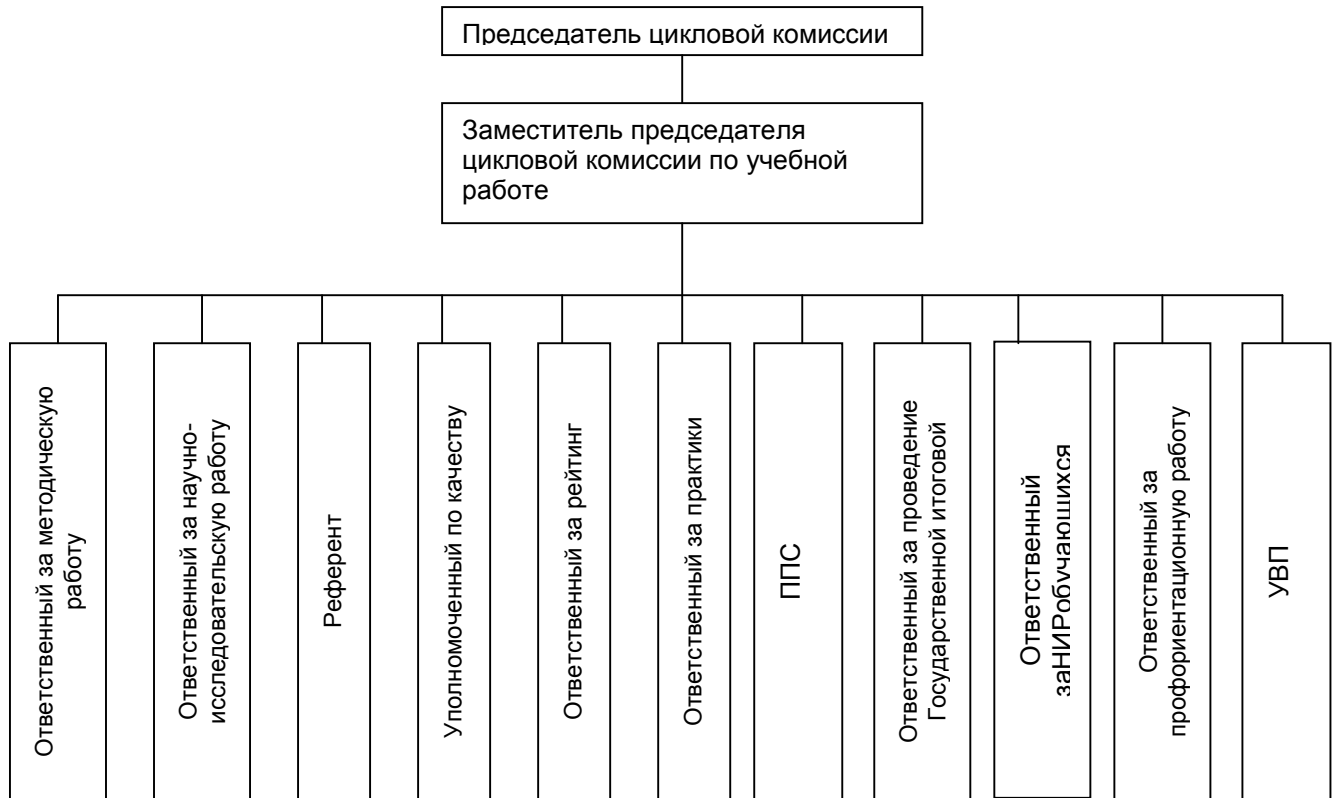 Председатель цикловой комиссии
Заместитель председателя
цикловой комиссии по учебной
работе
Ответственный за методическую
работу
Ответственный за научно-
исследовательскую работу
Референт
Уполномоченный по качеству
Ответственный за рейтинг
Ответственный за практики
ППС
Ответственный за проведение
Государственной итоговой
Ответственный
заНИРобучающихся
Ответственный за
профориентационную работу
УВП